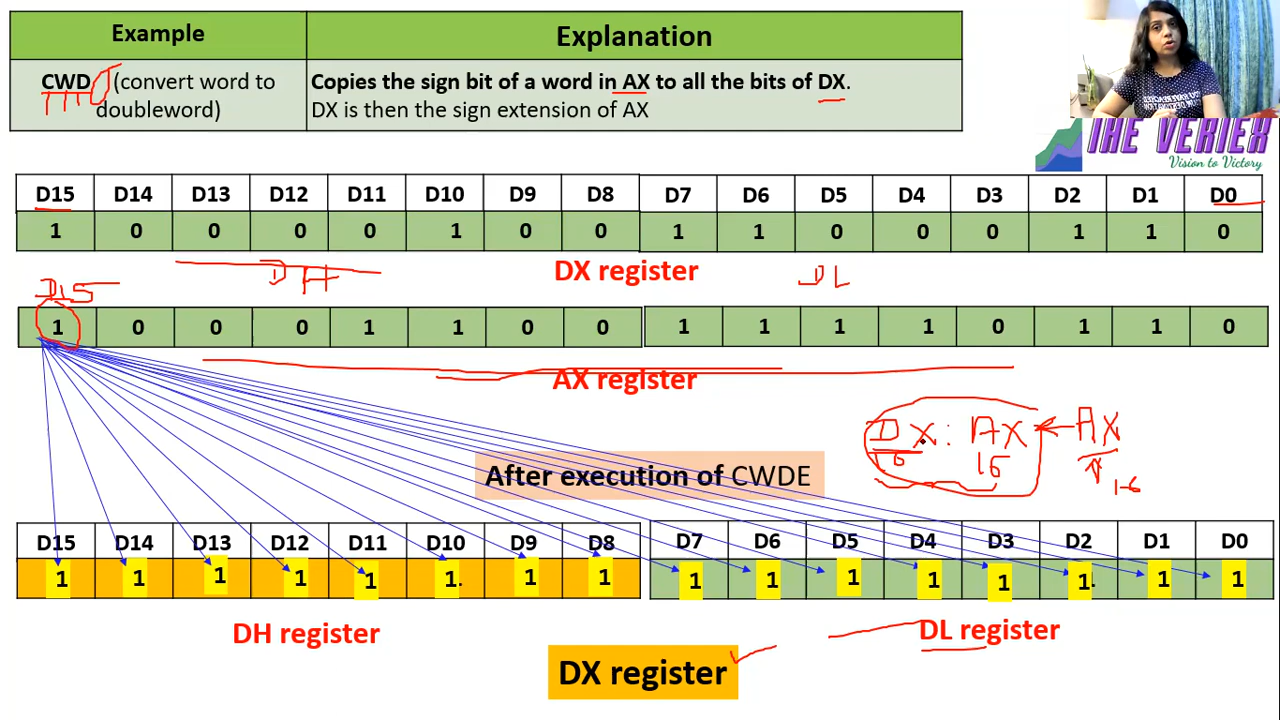 Example Explanation
CWD (convert word to doubleword) Copies the sign bit of a word in AX to all the bits of DX.
DX is then the sign extension of AX
THE VERTEX
Vision to Victory
D15 D14 D13 D12 D11 D10 D9 D8 D7 D6 D5 D4 D3 D2 D1 D0
1 0 0 0 0 1 0 0 1 1 0 0 0 1 1 0
DX register
DH DL
D15
1 0 0 0 1 1 0 0 1 1 1 1 0 1 1 0
AX register
DX : AX ← AX
16 16 16
After execution of CWDE
D15 D14 D13 D12 D11 D10 D9 D8 D7 D6 D5 D4 D3 D2 D1 D0
1 1 1 1 1 1. 1 1 1 1 1 1 1 1. 1 1
DH register DL register
DX register